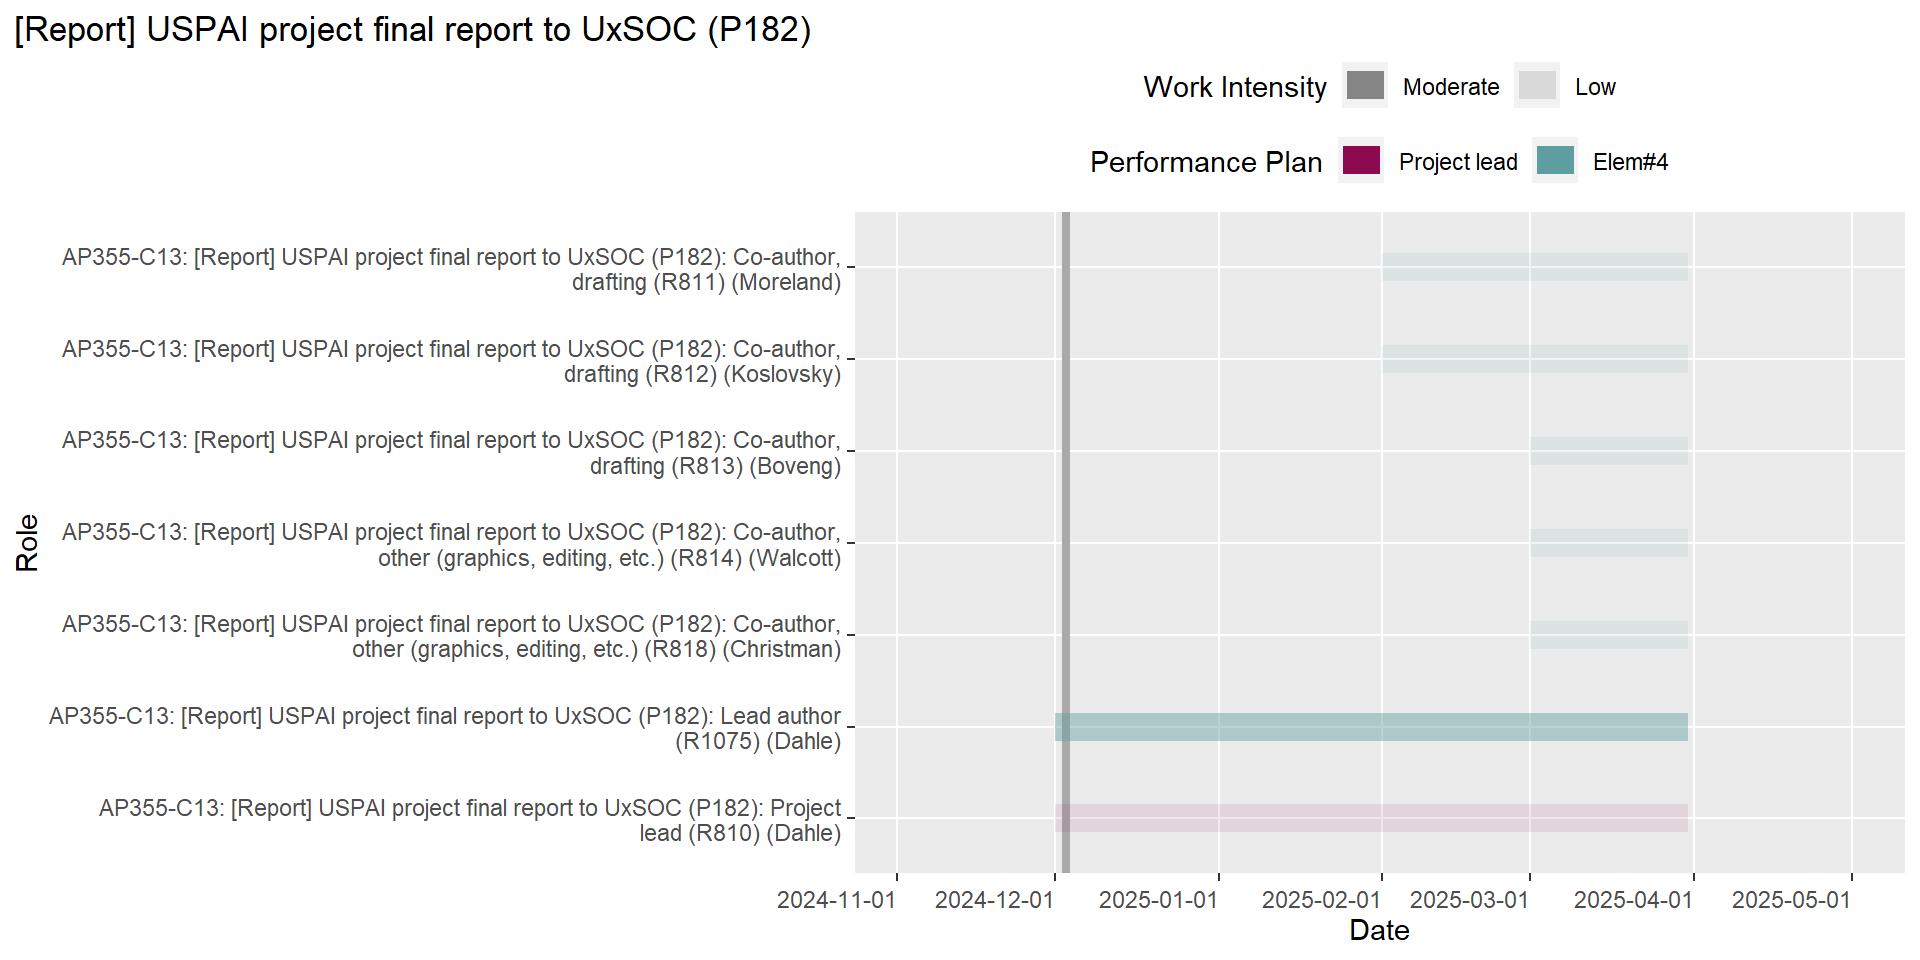 [Report] USPAI project final report to UxSOC (P182)
Work Intensity Moderate Low
Performance Plan Project lead Elem#4
AP355-C13: [Report] USPAI project final report to UxSOC (P182): Co-author,
drafting (R811) (Moreland)
AP355-C13: [Report] USPAI project final report to UxSOC (P182): Co-author,
drafting (R812) (Koslovsky)
AP355-C13: [Report] USPAI project final report to UxSOC (P182): Co-author,
drafting (R813) (Boveng)
AP355-C13: [Report] USPAI project final report to UxSOC (P182): Co-author,
other (graphics, editing, etc.) (R814) (Walcott)
AP355-C13: [Report] USPAI project final report to UxSOC (P182): Co-author,
other (graphics, editing, etc.) (R818) (Christman)
AP355-C13: [Report] USPAI project final report to UxSOC (P182): Lead author
(R1075) (Dahle)
AP355-C13: [Report] USPAI project final report to UxSOC (P182): Project
lead (R810) (Dahle)
Role
2024-11-01 2024-12-01 2025-01-01 2025-02-01 2025-03-01 2025-04-01 2025-05-01
Date